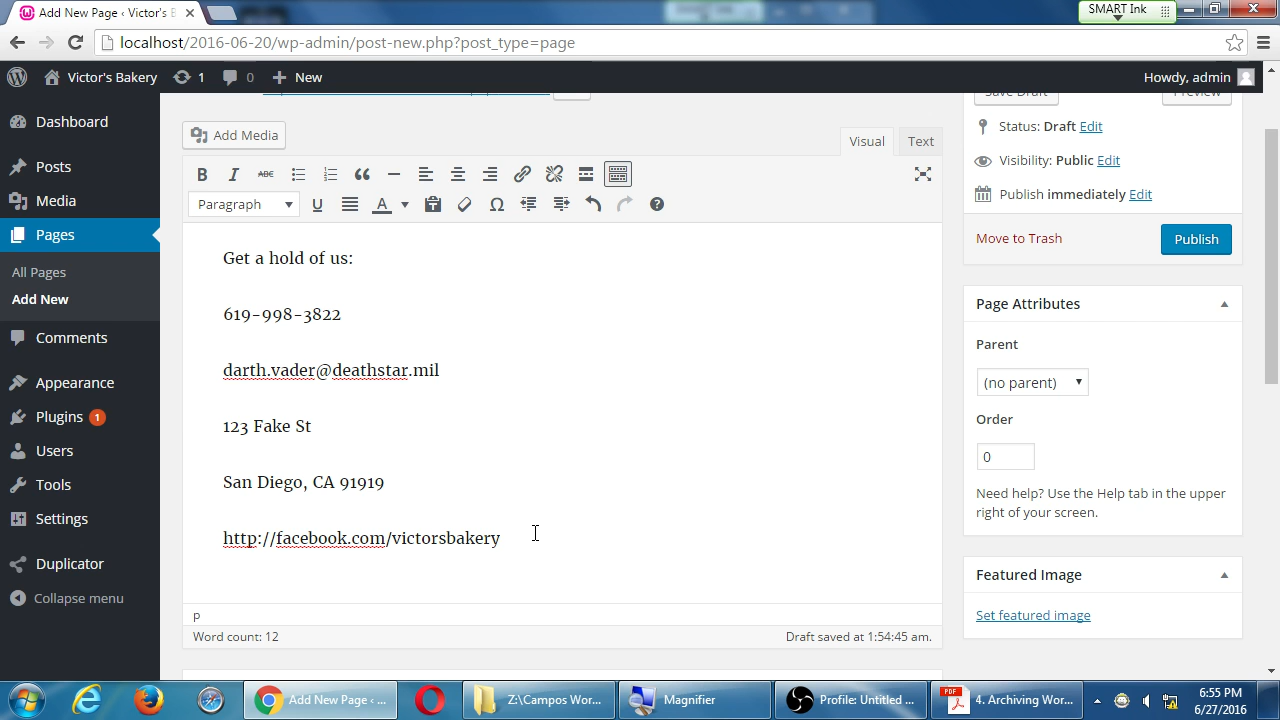 Add New Page ‹ Victor's B
SMART Ink
localhost/2016-06-20/wp-admin/post-new.php?post_type=page
Victor's Bakery 1 0 New
Howdy, admin
Dashboard
Posts
Media
Pages
All Pages
Add New
Comments
Appearance
Plugins 1
Users
Tools
Settings
Duplicator
Collapse menu
Add Media
Visual Text
B I ABC
Paragraph U A Ω
Get a hold of us:
619-998-3822
darth.vader@deathstar.mil
123 Fake St
San Diego, CA 91919
http://facebook.com/victorsbakery
p
Word count: 12
Draft saved at 1:54:45 am.
Save Draft Preview
Status: Draft Edit
Visibility: Public Edit
Publish immediately Edit
Move to Trash
Publish
Page Attributes
Parent
(no parent)
Order
0
Need help? Use the Help tab in the upper
right of your screen.
Featured Image
Set featured image
Add New Page ‹ ...
Z:\Campos Wor...
Magnifier
Profile: Untitled ...
PDF
4. Archiving Wor...
6:55 PM
6/27/2016